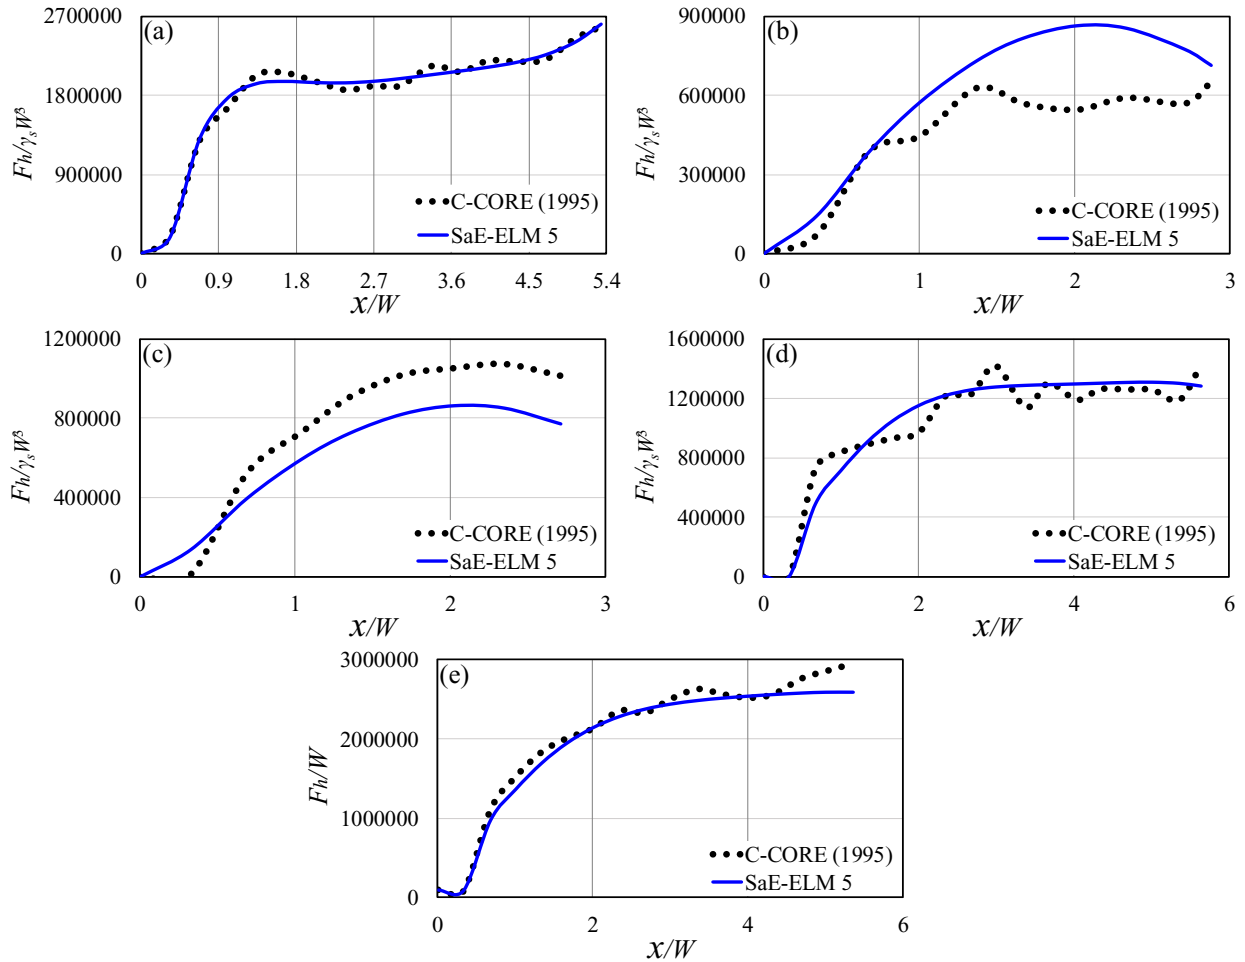 (a)
2700000
1800000
900000
0
Fh/γsW³
C-CORE (1995)
SaE-ELM 5
0 0.9 1.8 2.7 3.6 4.5 5.4
x/W
(b)
900000
600000
300000
0
Fh/γsW³
C-CORE (1995)
SaE-ELM 5
0 1 2 3
x/W
(c)
1200000
800000
400000
0
Fh/γsW³
C-CORE (1995)
SaE-ELM 5
0 1 2 3
x/W
(d)
1600000
1200000
800000
400000
0
Fh/γsW³
C-CORE (1995)
SaE-ELM 5
0 2 4 6
x/W
(e)
3000000
2000000
1000000
0
Fh/W
C-CORE (1995)
SaE-ELM 5
0 2 4 6
x/W